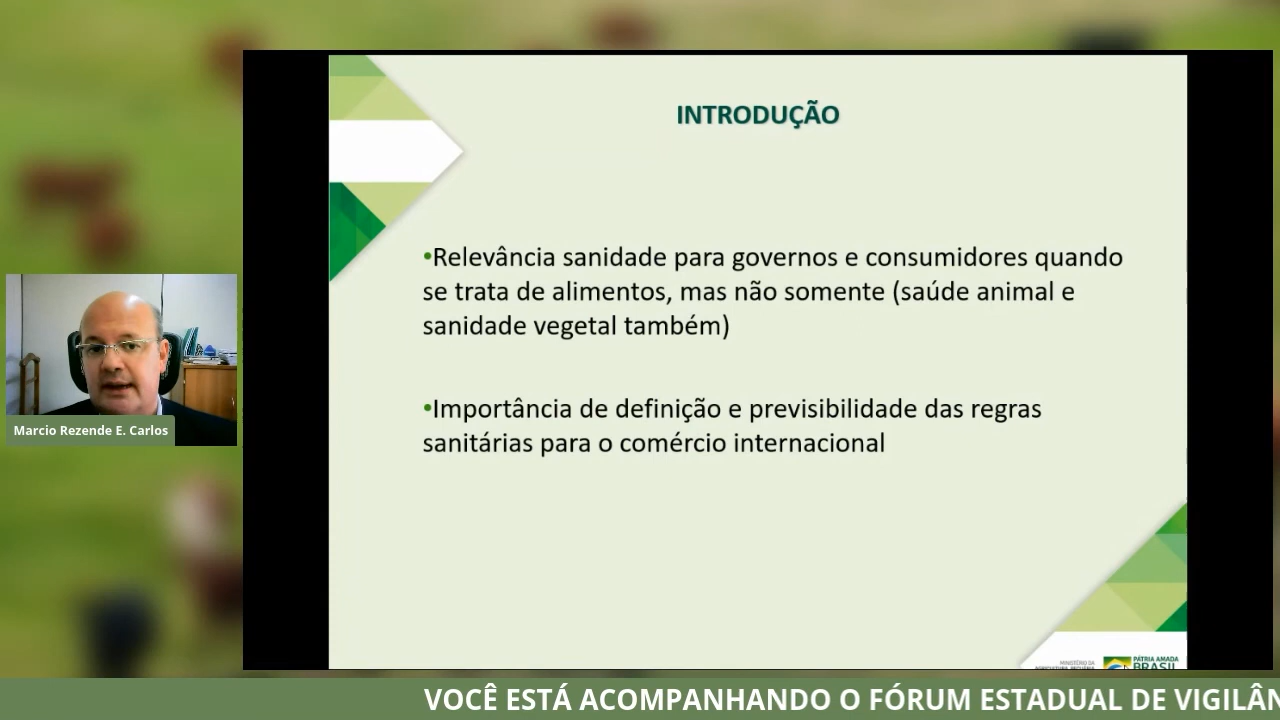 INTRODUÇÃO
•Relevância sanidade para governos e consumidores quando
se trata de alimentos, mas não somente (saúde animal e
sanidade vegetal também)
•Importância de definição e previsibilidade das regras
sanitárias para o comércio internacional
Marcio Rezende E. Carlos
MINISTÉRIO DA
PÁTRIA AMADA
BRASIL
VOCÊ ESTÁ ACOMPANHANDO O FÓRUM ESTADUAL DE VIGILÂN